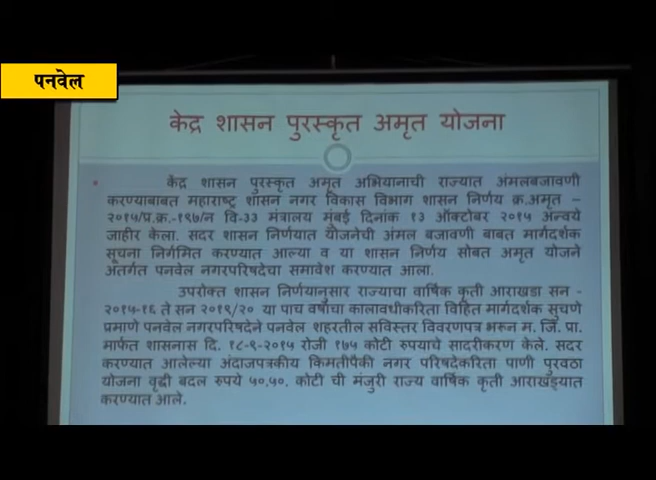 पनवेल
केद्र शासन पुरस्कृत अमृत योजना
केंद्र शासन पुरस्कृत अमृत अभियानाची राज्यात अंमलबजावणी
करण्याबाबत महाराष्ट्र शासन नगर विकास विभाग शासन निर्णय क्र.अमृत –
२०१५/प्र.क्र.-१९७/न वि-३३ मंत्रालय मुंबई दिनांक १३ ऑक्टोबर २०१५ अन्वये
जाहीर केला. सदर शासन निर्णयात योजनेची अंमल बजावणी बाबत मार्गदर्शक
सूचना निर्गमित करण्यात आल्या व या शासन निर्णय सोबत अमृत योजने
अंतर्गत पनवेल नगरपरिषदेचा समावेश करण्यात आला.
उपरोक्त शासन निर्णयानुसार राज्याचा वार्षिक कृती आराखडा सन -
२०१५-१६ ते सन २०१९/२० या पाच वर्षांचा कालावधीकरिता विहित मार्गदर्शक सुचणे
प्रमाणे पनवेल नगरपरिषदेने पनवेल शहरतील सविस्तर विवरणपत्र भरून म. जि. प्रा.
मार्फत शासनास दि. १८-९-२०१५ रोजी १७५ कोटी रुपयाचे सादरीकरण केले. सदर
करण्यात आलेल्या अंदाजपत्रकीय किमतीपैकी नगर परिषदेकरिता पाणी पुरवठा
योजना वृद्दी बदल रुपये ५०.५०. कोटी ची मंजुरी राज्य वार्षिक कृती आराखड्यात
करण्यात आले.